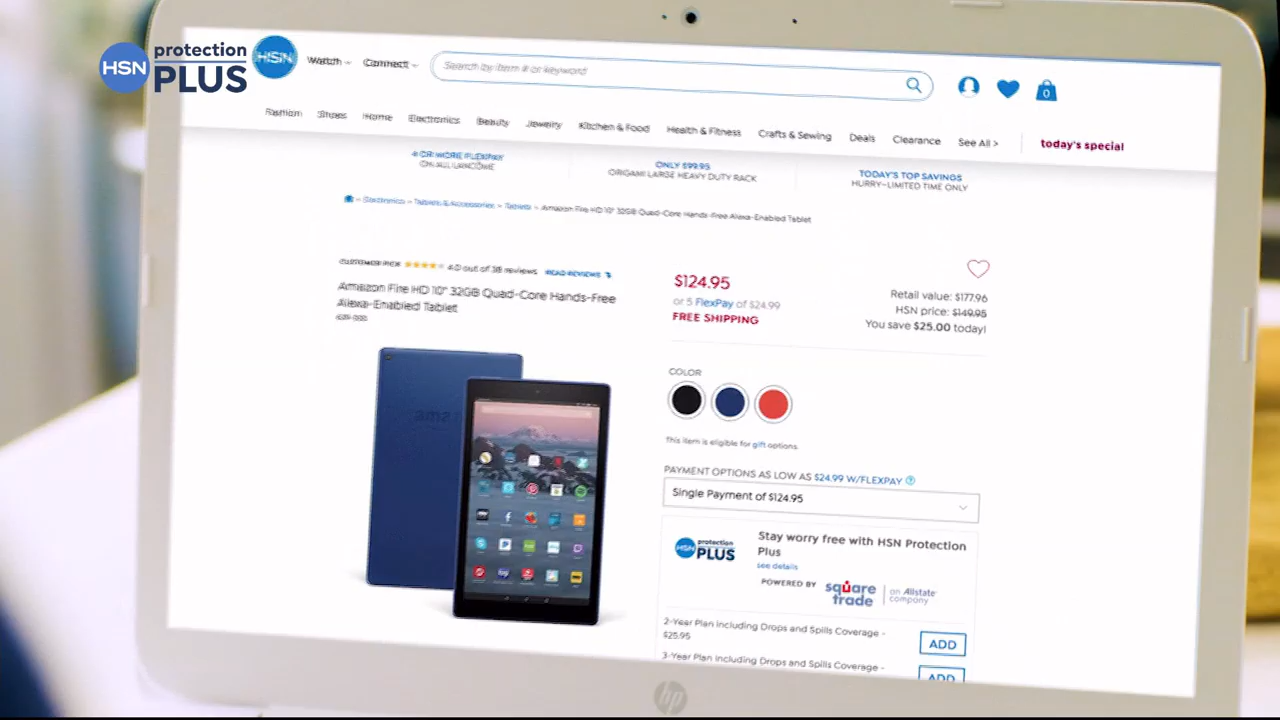 HSN protection PLUS
HSN Watch Connect Search by item # or keyword 0
Fashion Shoes Home Electronics Beauty Jewelry Kitchen & Food Health & Fitness Crafts & Sewing Deals Clearance See All > today's special
ONLY $99.95
ORIGAMI LARGE HEAVY DUTY RACK
TODAY'S TOP SAVINGS
HURRY-LIMITED TIME ONLY
Electronics Tablets & Accessories Tablets Amazon Fire HD 10" 32GB Quad-Core Hands-Free Alexa-Enabled Tablet
CUSTOMER PICK 4.0 out of 38 reviews READ REVIEWS
Amazon Fire HD 10" 32GB Quad-Core Hands-Free
Alexa-Enabled Tablet
$124.95
or 5 FlexPay of $24.99
FREE SHIPPING
Retail value: $177.96
HSN price: $149.95
You save $25.00 today!
COLOR
This item is eligible for gift options.
PAYMENT OPTIONS AS LOW AS $24.99 W/FLEXPAY ?
Single Payment of $124.95
HSN protection PLUS
Stay worry free with HSN Protection
Plus
see details
POWERED BY square trade an Allstate company
2-Year Plan including Drops and Spills Coverage -
$25.95
ADD
3-Year Plan including Drops and Spills Coverage -
ADD
hp